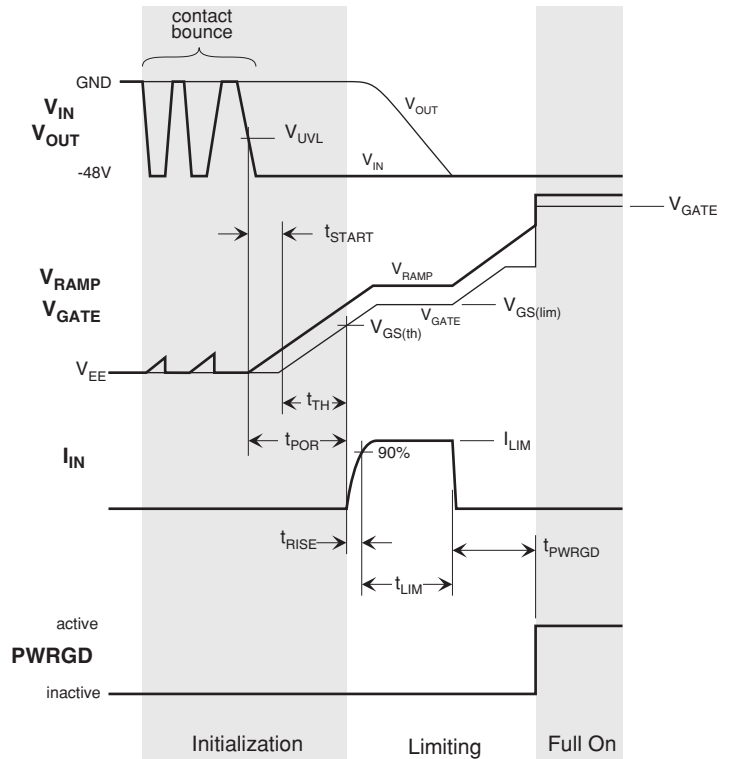 contact
bounce
GND
V_IN
V_OUT
V_OUT
V_UVL
-48V
V_IN
V_GATE
t_START
V_RAMP
V_RAMP
V_GATE
V_GATE
V_GS(lim)
V_GS(th)
V_EE
t_TH
t_POR
I_LIM
I_IN
90%
t_RISE
t_PWRGD
t_LIM
active
PWRGD
inactive
Initialization
Limiting
Full On